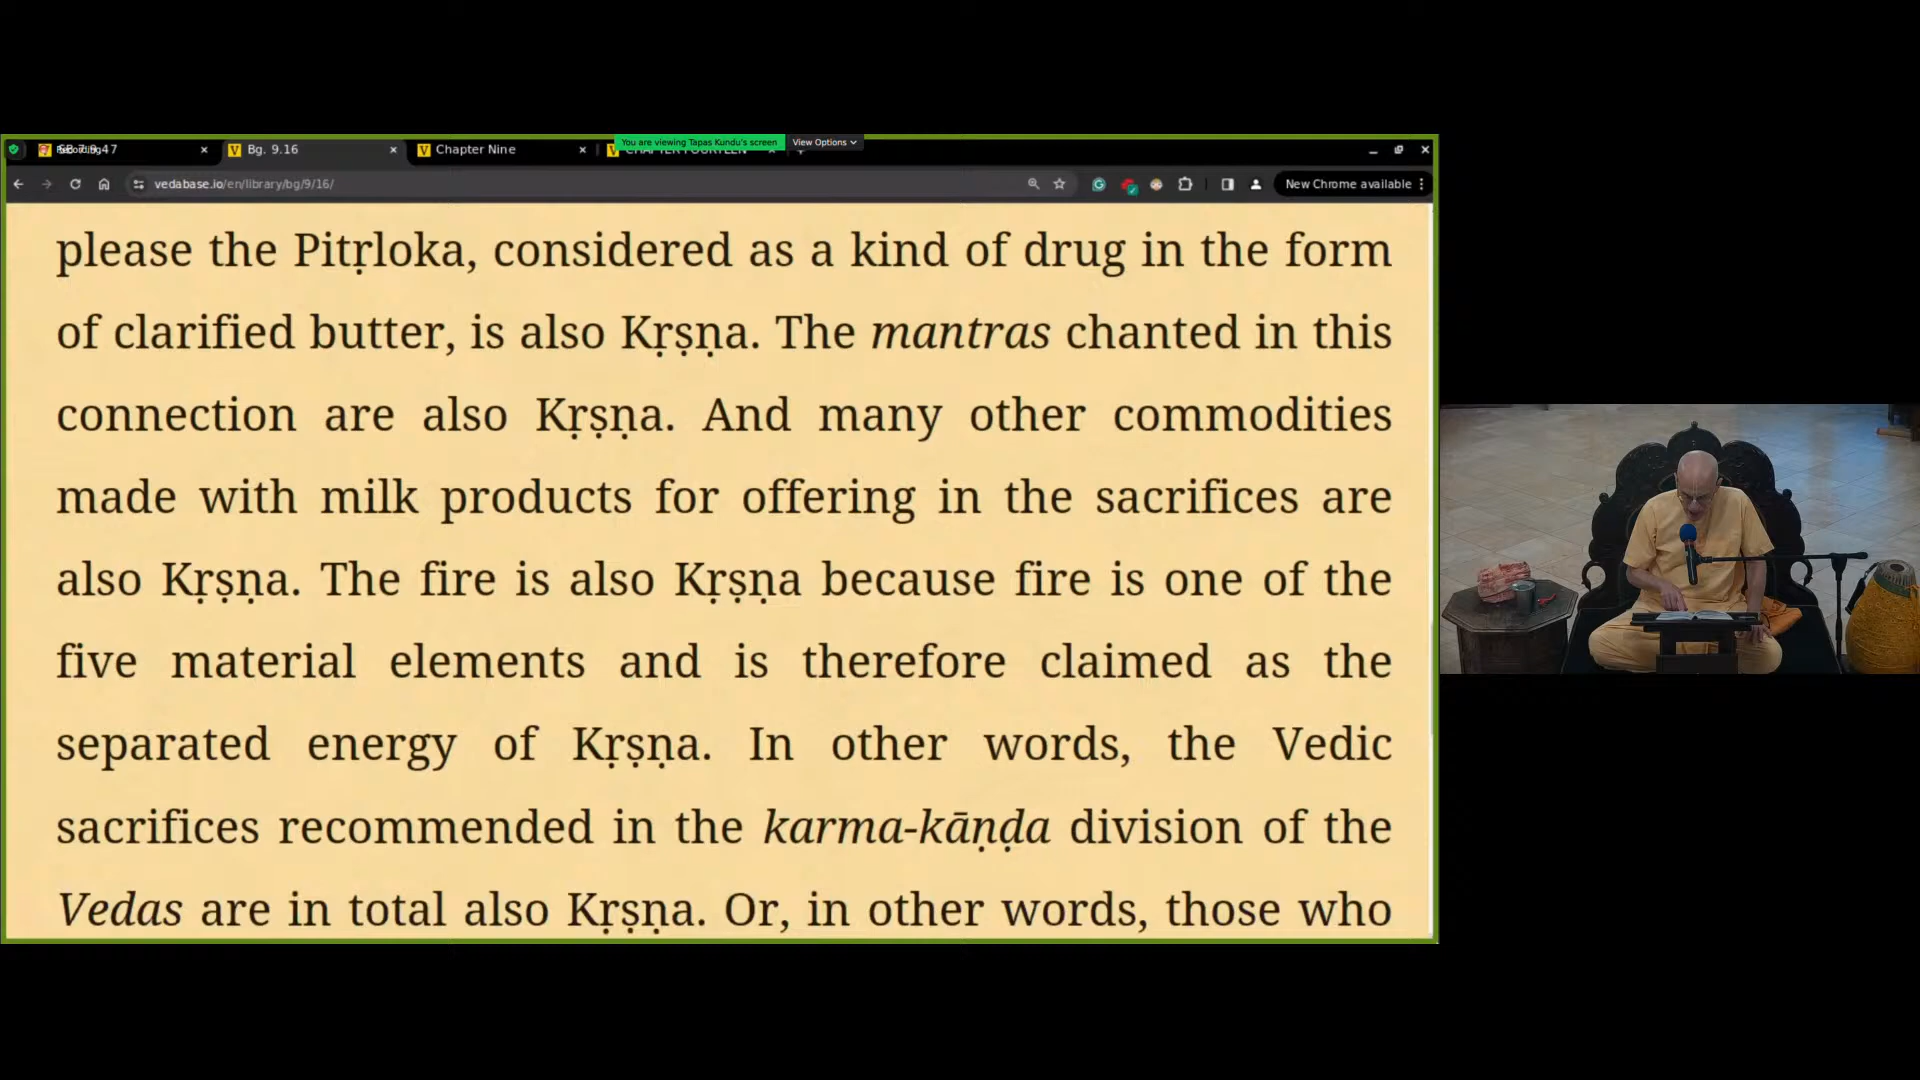 You are viewing Tapas Kundu's screen
View Options
Bg. 9.16
Chapter Nine
vedabase.io/en/library/bg/9/16/
New Chrome available
please the Pitṛloka, considered as a kind of drug in the form
of clarified butter, is also Kṛṣṇa. The mantras chanted in this
connection are also Kṛṣṇa. And many other commodities
made with milk products for offering in the sacrifices are
also Kṛṣṇa. The fire is also Kṛṣṇa because fire is one of the
five material elements and is therefore claimed as the
separated energy of Kṛṣṇa. In other words, the Vedic
sacrifices recommended in the karma-kāṇḍa division of the
Vedas are in total also Kṛṣṇa. Or, in other words, those who